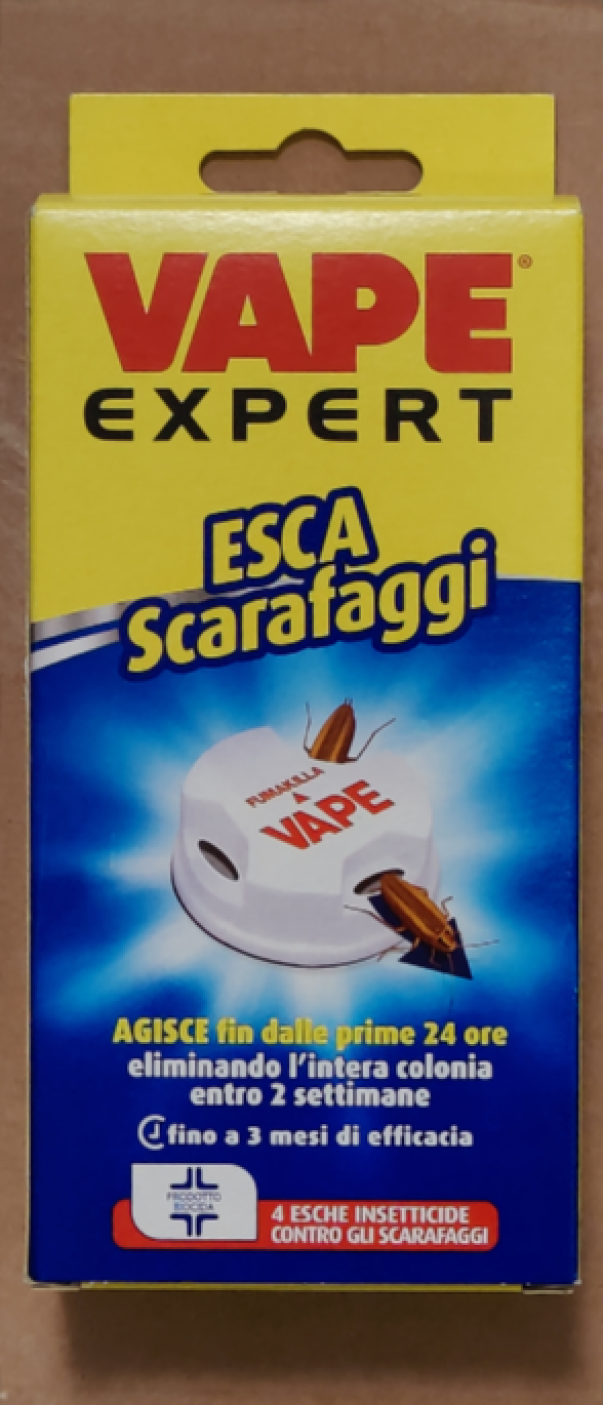 VAPE®
EXPERT
ESCA
Scarafaggi
FUMAKILLA
VAPE
AGISCE fin dalle prime 24 ore
eliminando l'intera colonia
entro 2 settimane
fino a 3 mesi di efficacia
PRODOTTO
BIOCIDA
4 ESCHE INSETTICIDE
CONTRO GLI SCARAFAGGI